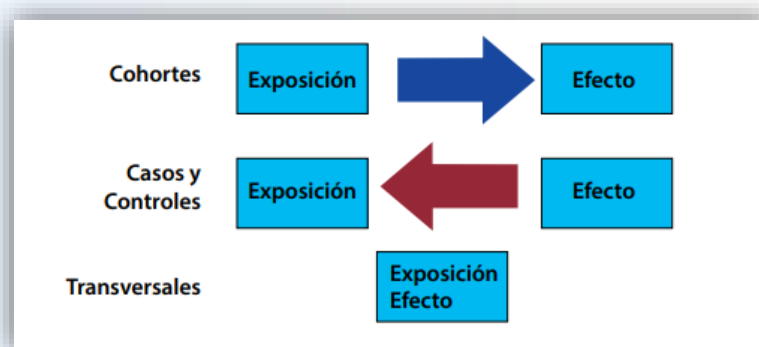 Cohortes
Exposición
Efecto
Casos y
Controles
Exposición
Efecto
Transversales
Exposición
Efecto